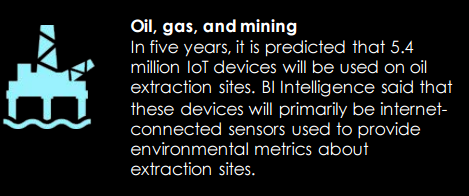 Oil, gas, and mining
In five years, it is predicted that 5.4
million IoT devices will be used on oil
extraction sites. BI Intelligence said that
these devices will primarily be internet-
connected sensors used to provide
environmental metrics about
extraction sites.